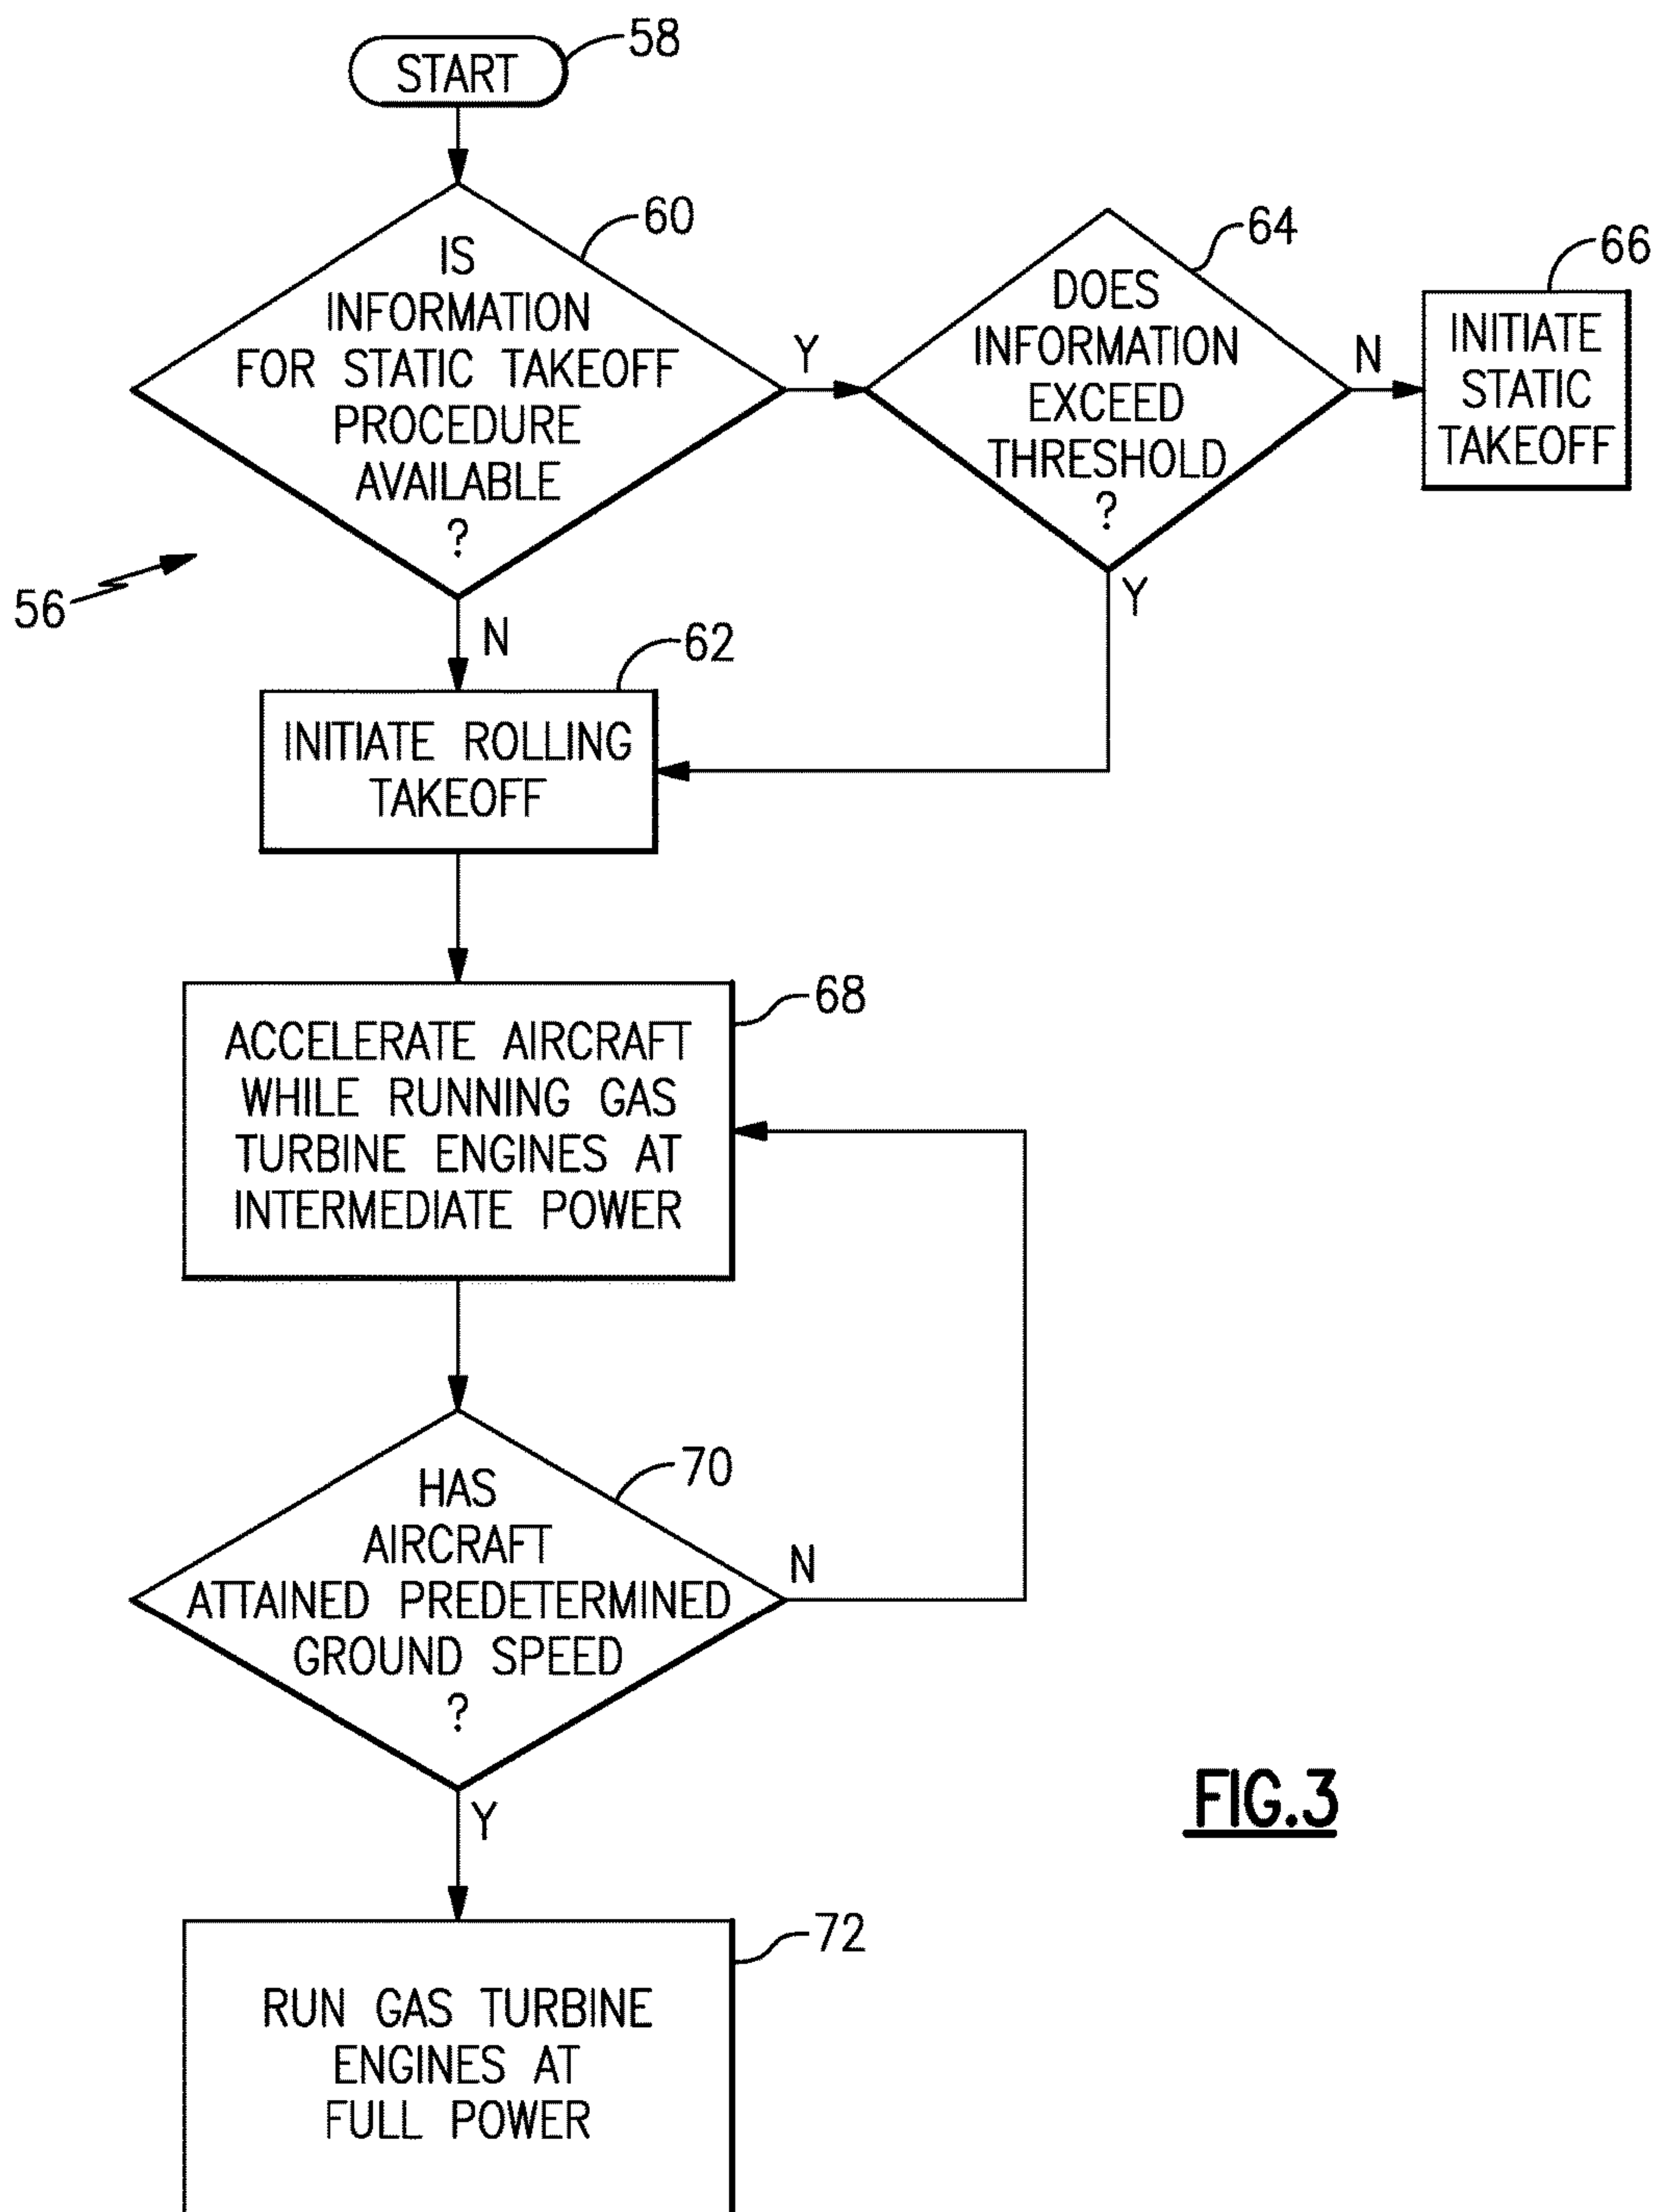 START
58
60
IS
INFORMATION
FOR STATIC TAKEOFF
PROCEDURE
AVAILABLE
?
Y
64
DOES
INFORMATION
EXCEED
THRESHOLD
?
N
66
INITIATE
STATIC
TAKEOFF
Y
56
N
62
INITIATE ROLLING
TAKEOFF
68
ACCELERATE AIRCRAFT
WHILE RUNNING GAS
TURBINE ENGINES AT
INTERMEDIATE POWER
70
HAS
AIRCRAFT
ATTAINED PREDETERMINED
GROUND SPEED
?
N
Y
FIG.3
72
RUN GAS TURBINE
ENGINES AT
FULL POWER